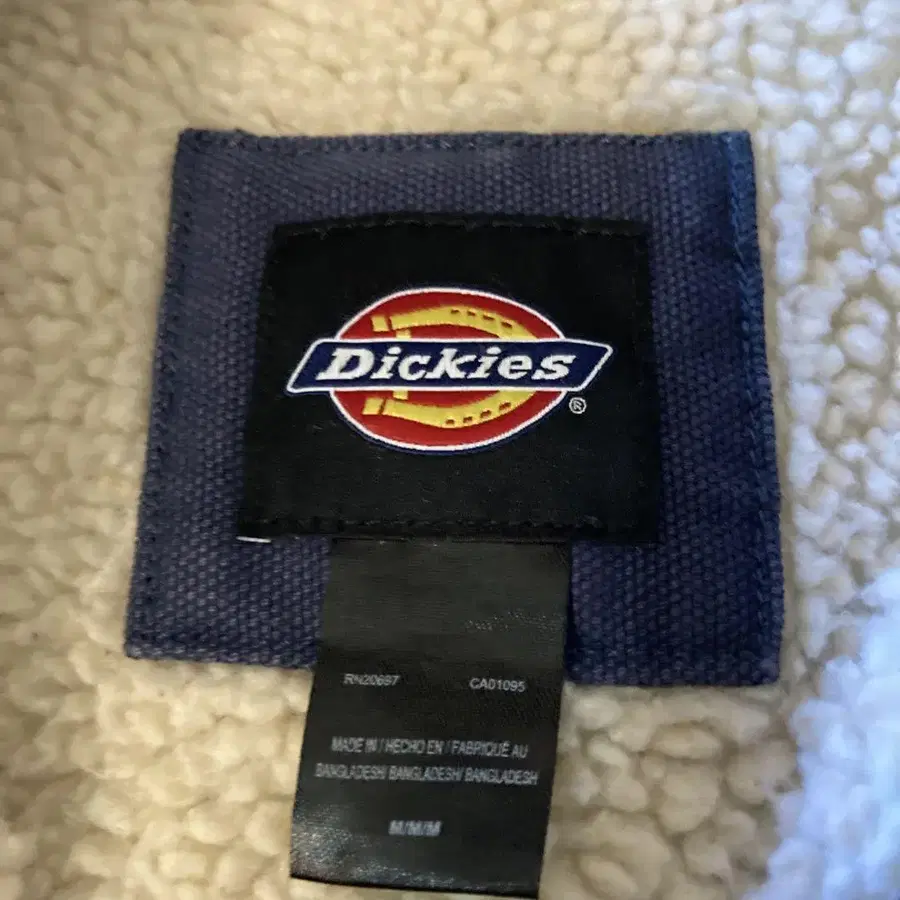 Dickies
®
RN20697 CA01095
MADE IN / HECHO EN / FABRIQUÉ AU
BANGLADESH/ BANGLADESH/ BANGLADESH
M/M/M